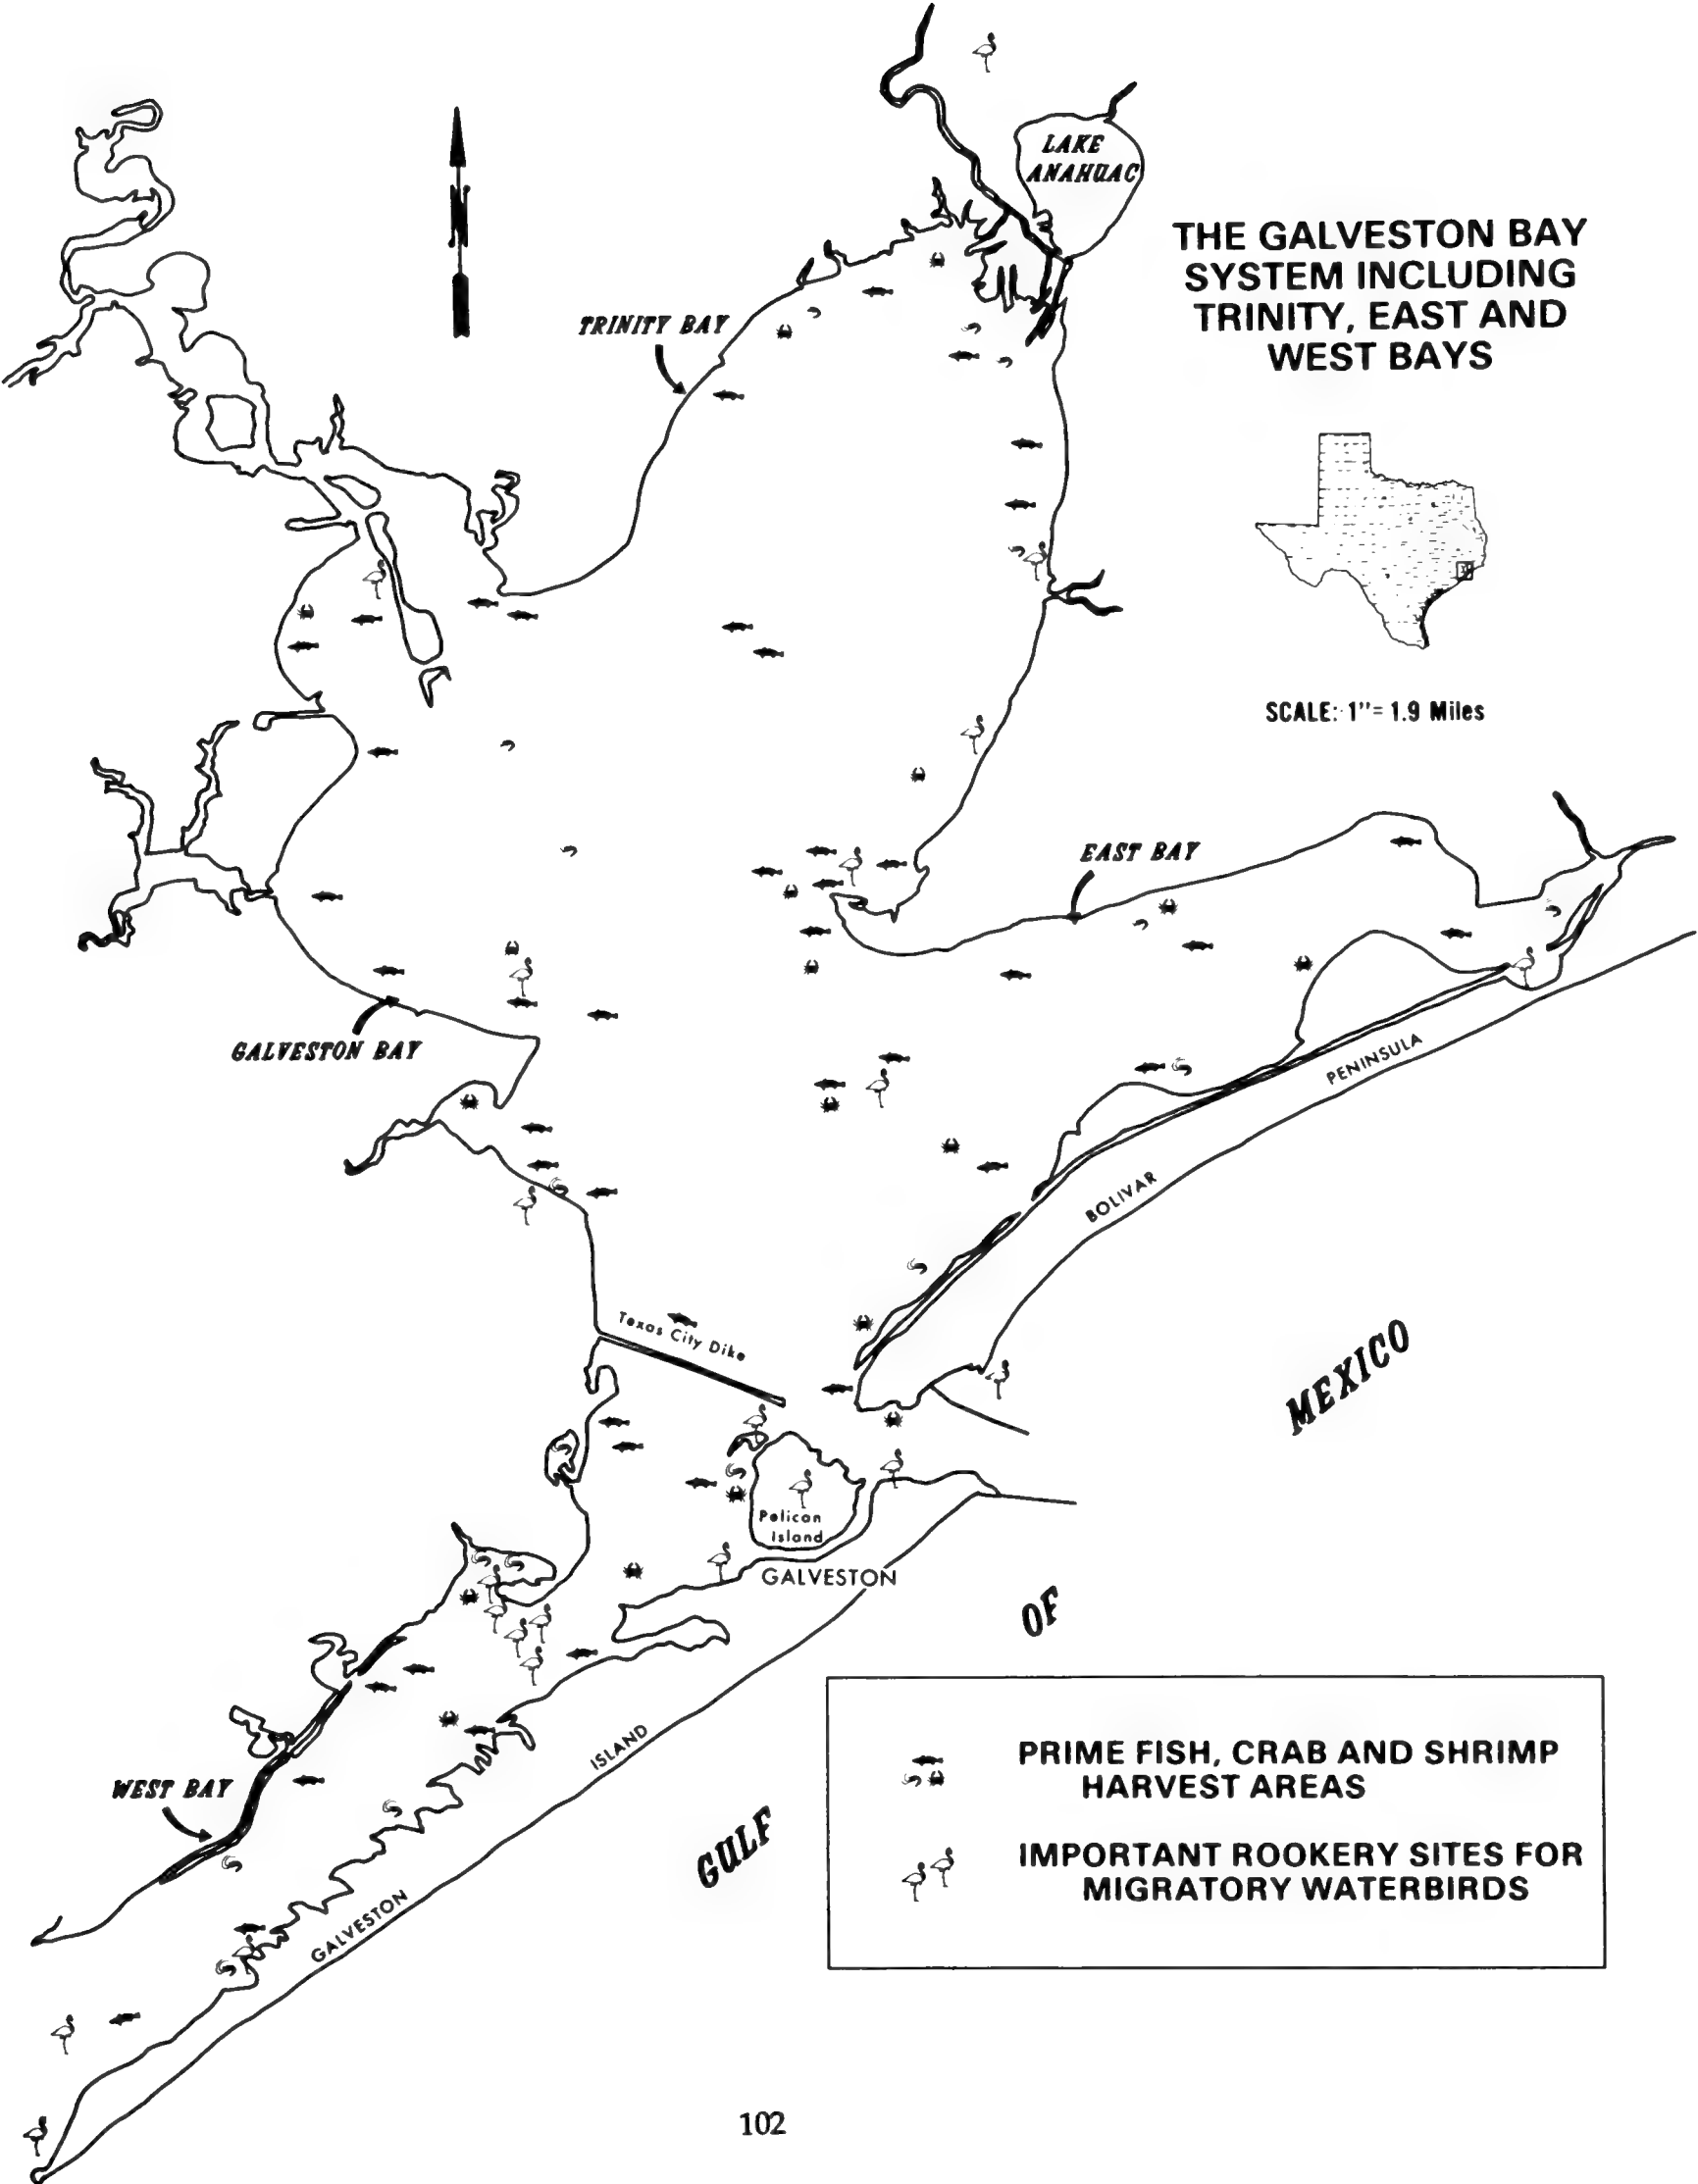 LAKE
ANAHUAC
THE GALVESTON BAY
SYSTEM INCLUDING
TRINITY, EAST AND
WEST BAYS
N
TRINITY BAY
SCALE: 1"= 1.9 Miles
EAST BAY
GALVESTON BAY
BOLIVAR PENINSULA
Texas City Dike
Pelican
Island
GALVESTON
GULF OF MEXICO
WEST BAY
GALVESTON ISLAND
PRIME FISH, CRAB AND SHRIMP
HARVEST AREAS
IMPORTANT ROOKERY SITES FOR
MIGRATORY WATERBIRDS
102